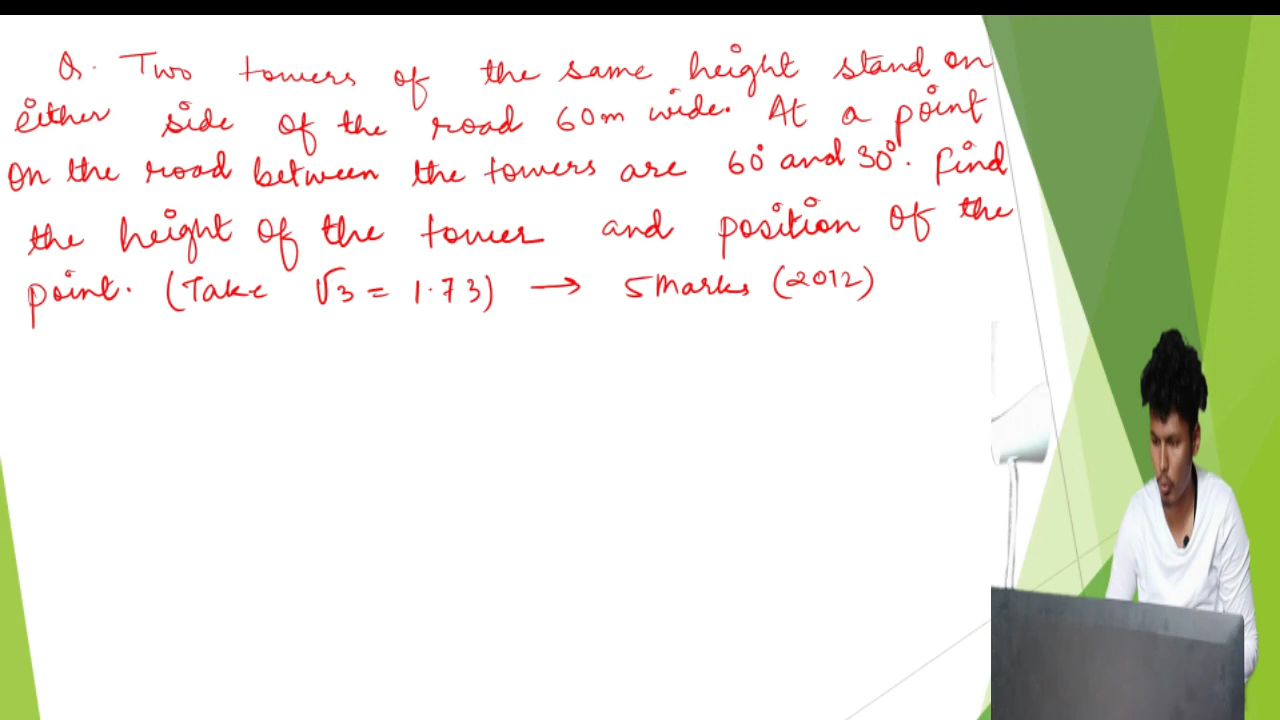 Q. Two towers of the same height stand on
either side of the road 60m wide. At a point
on the road between the towers are 60° and 30°. find
the height of the tower and position of the
point. (Take √3 = 1.73) → 5 Marks (2012)